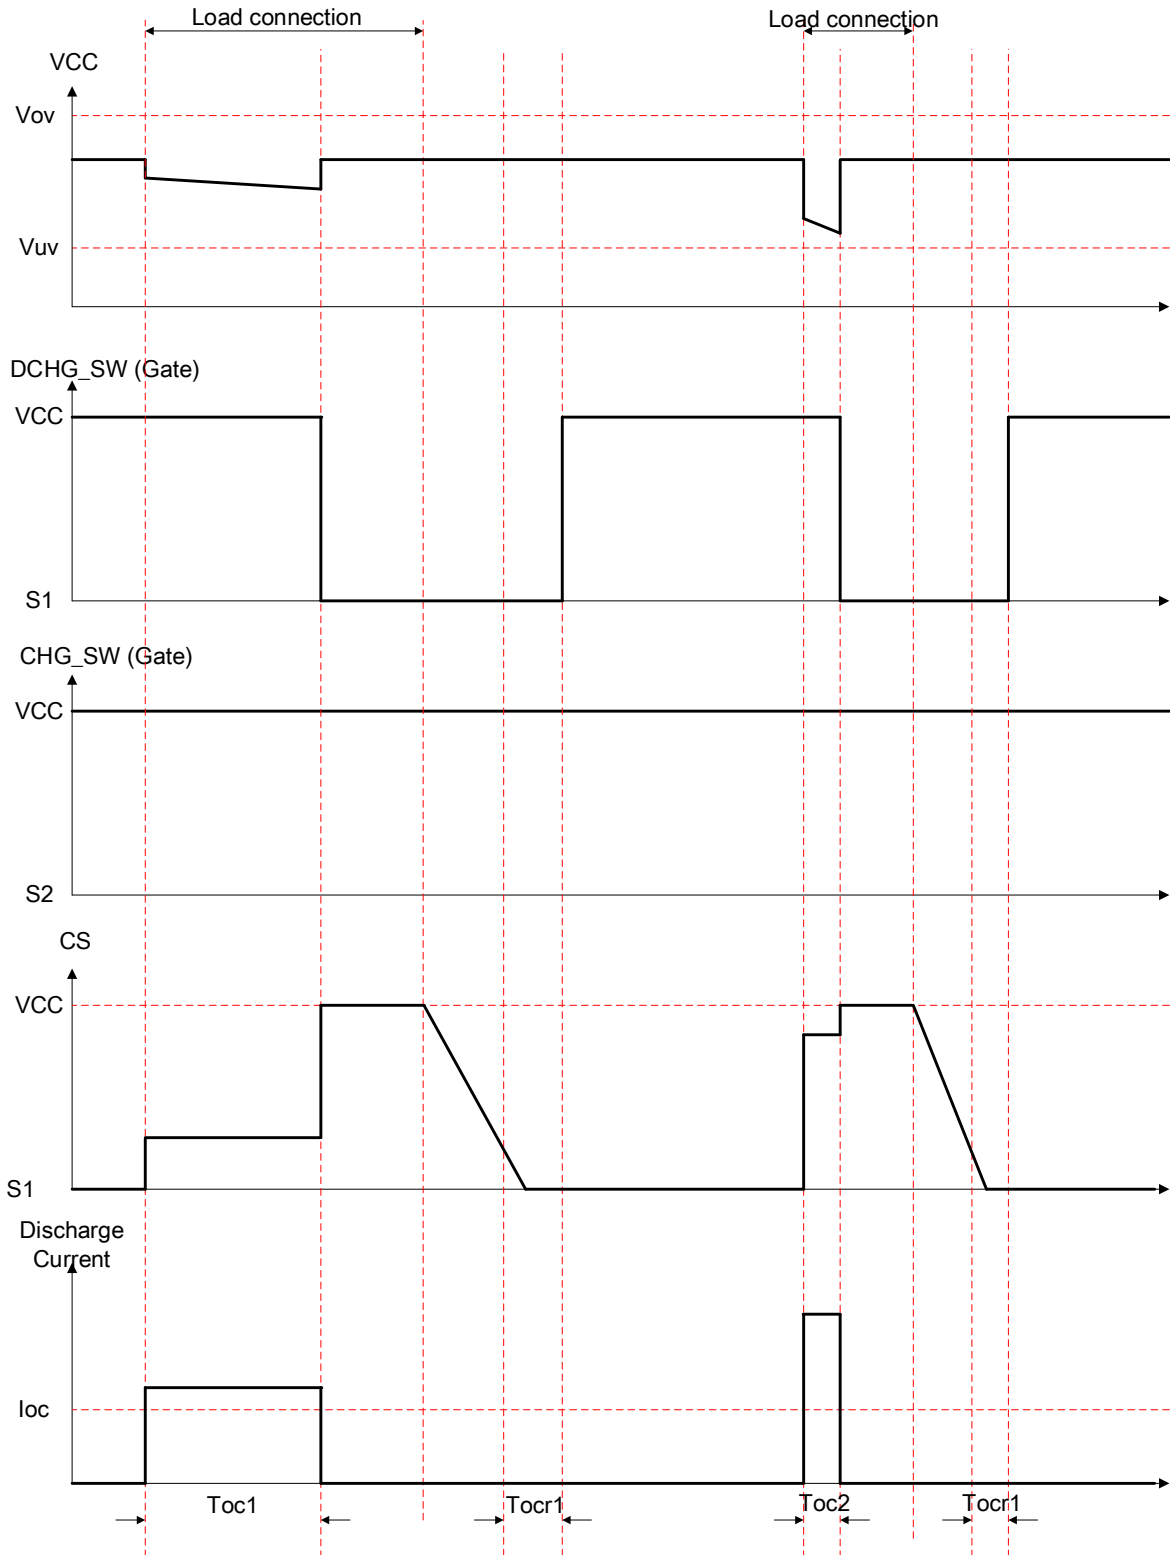 Load connection
Load connection
VCC
Vov
Vuv
DCHG_SW (Gate)
VCC
S1
CHG_SW (Gate)
VCC
S2
CS
VCC
S1
Discharge
Current
Ioc
Toc1
Tocr1
Toc2
Tocr1